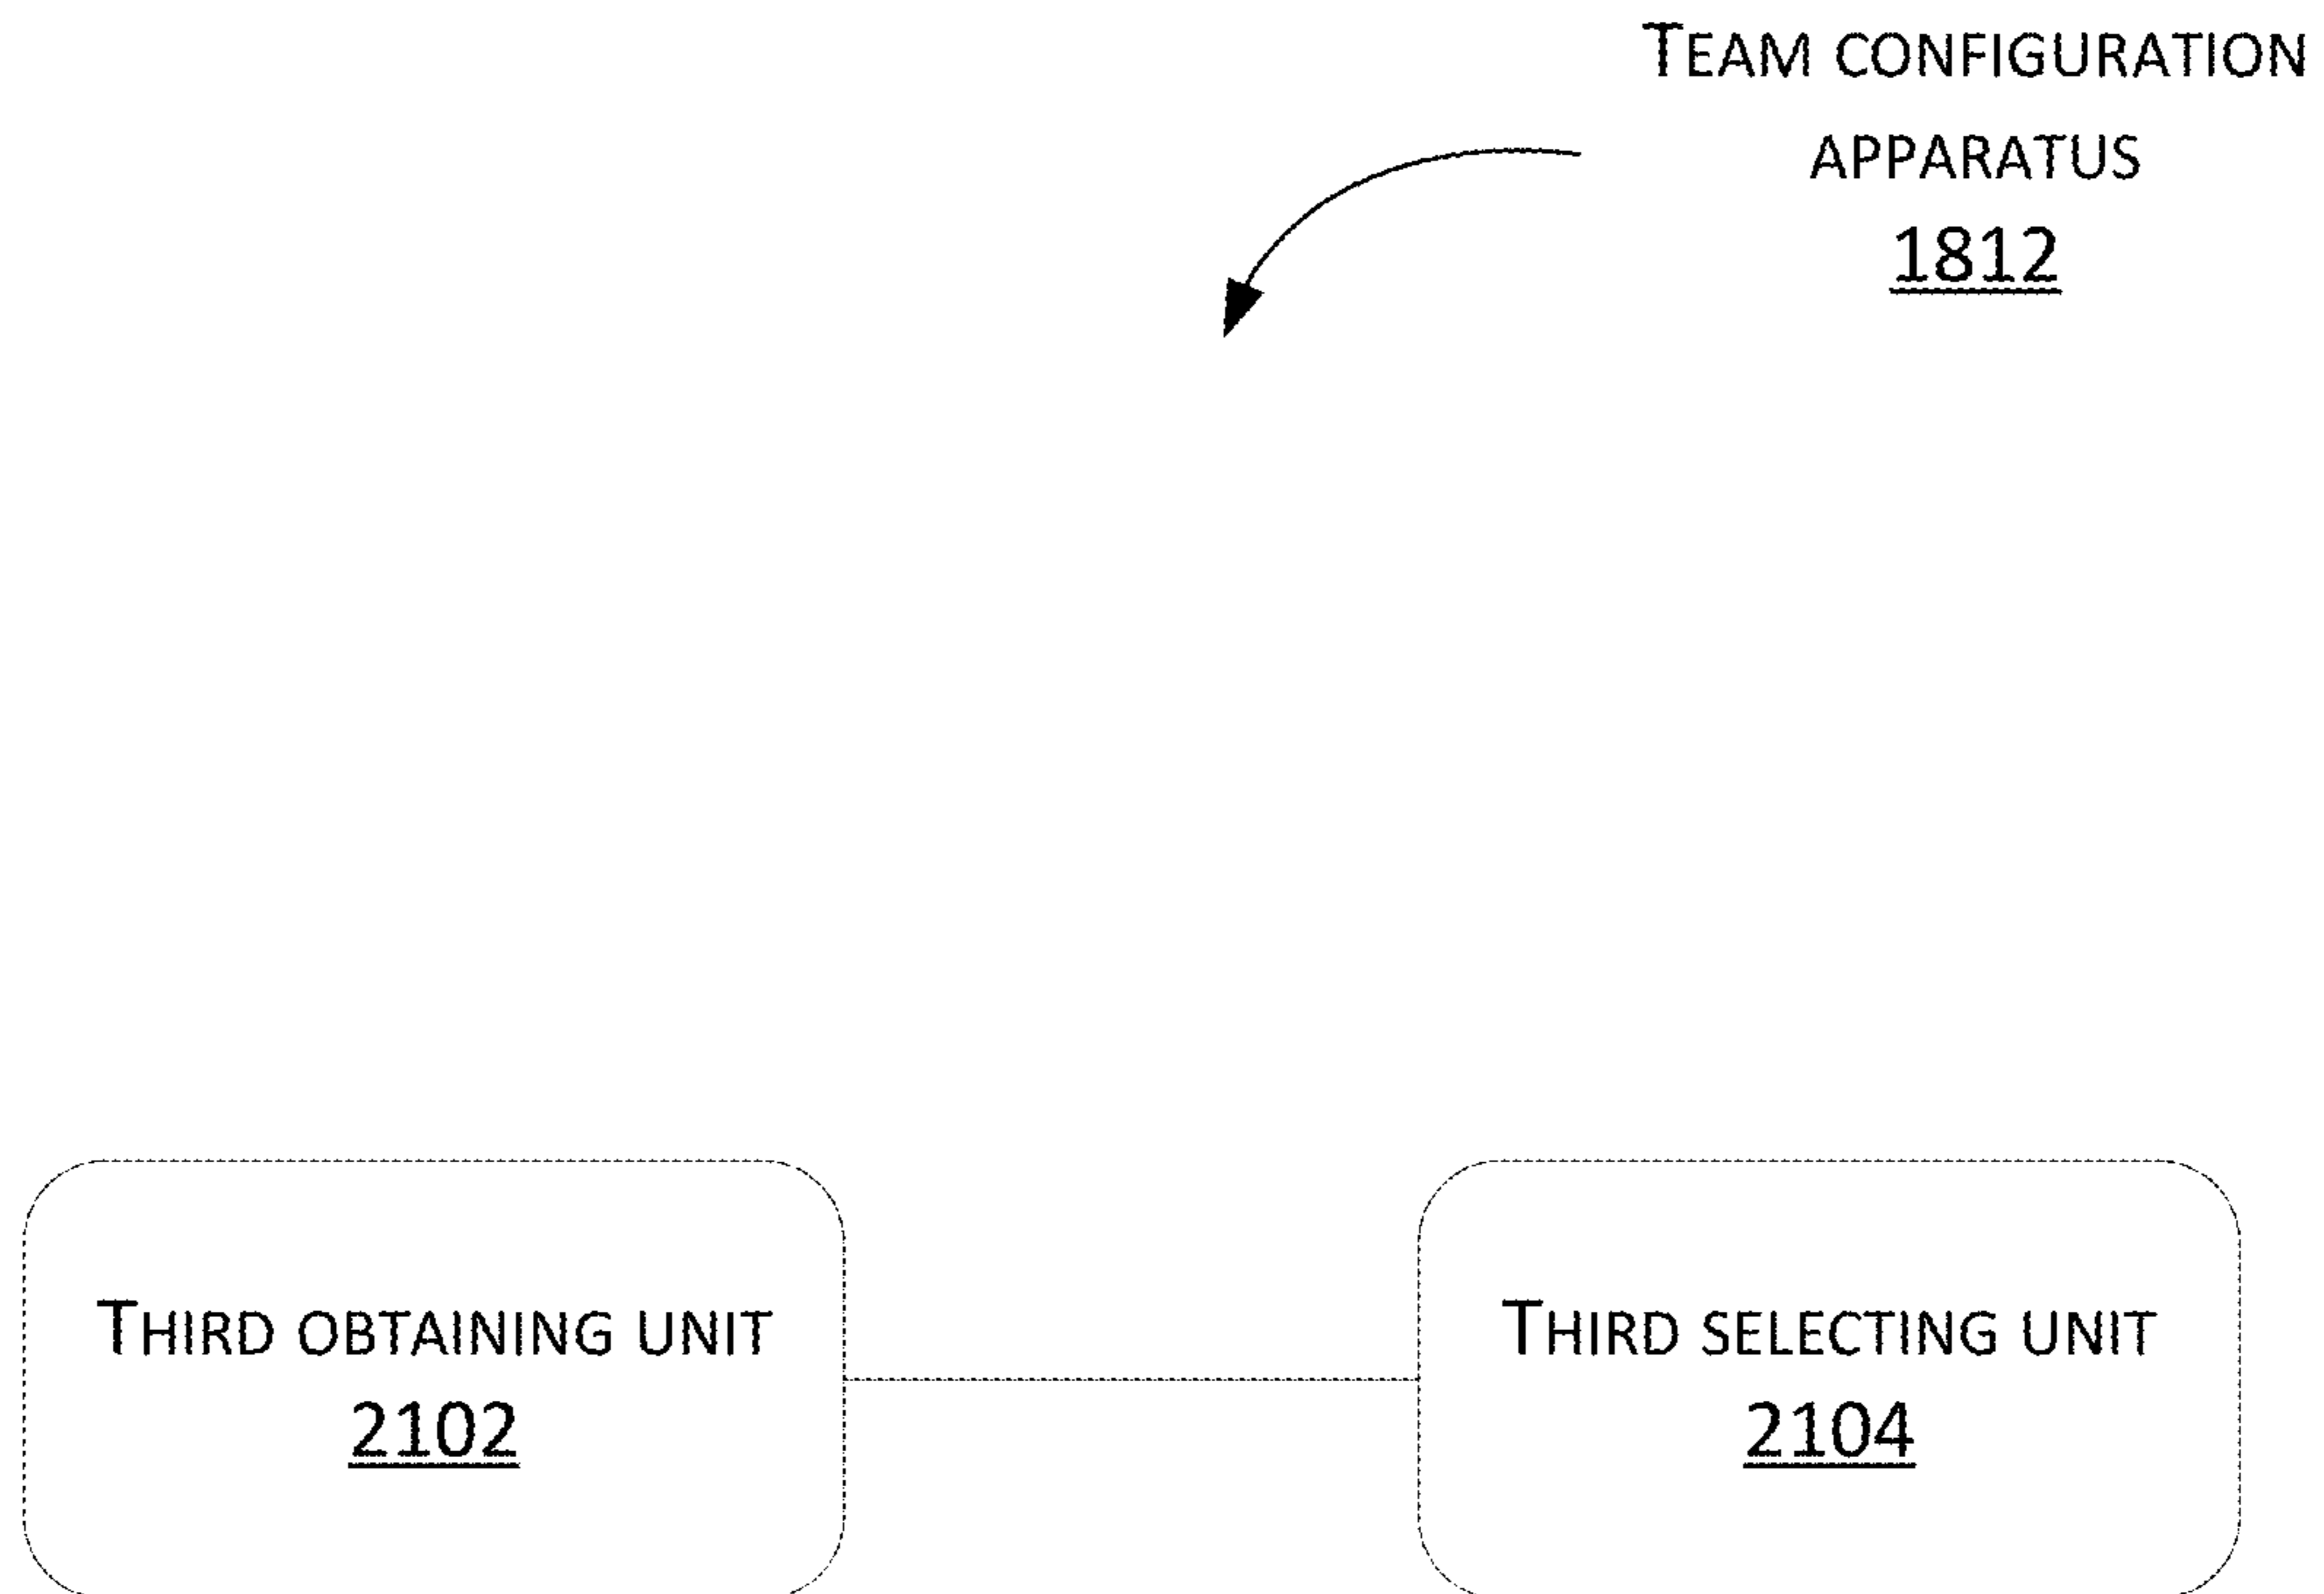 TEAM CONFIGURATION
APPARATUS
1812
THIRD OBTAINING UNIT
2102
THIRD SELECTING UNIT
2104